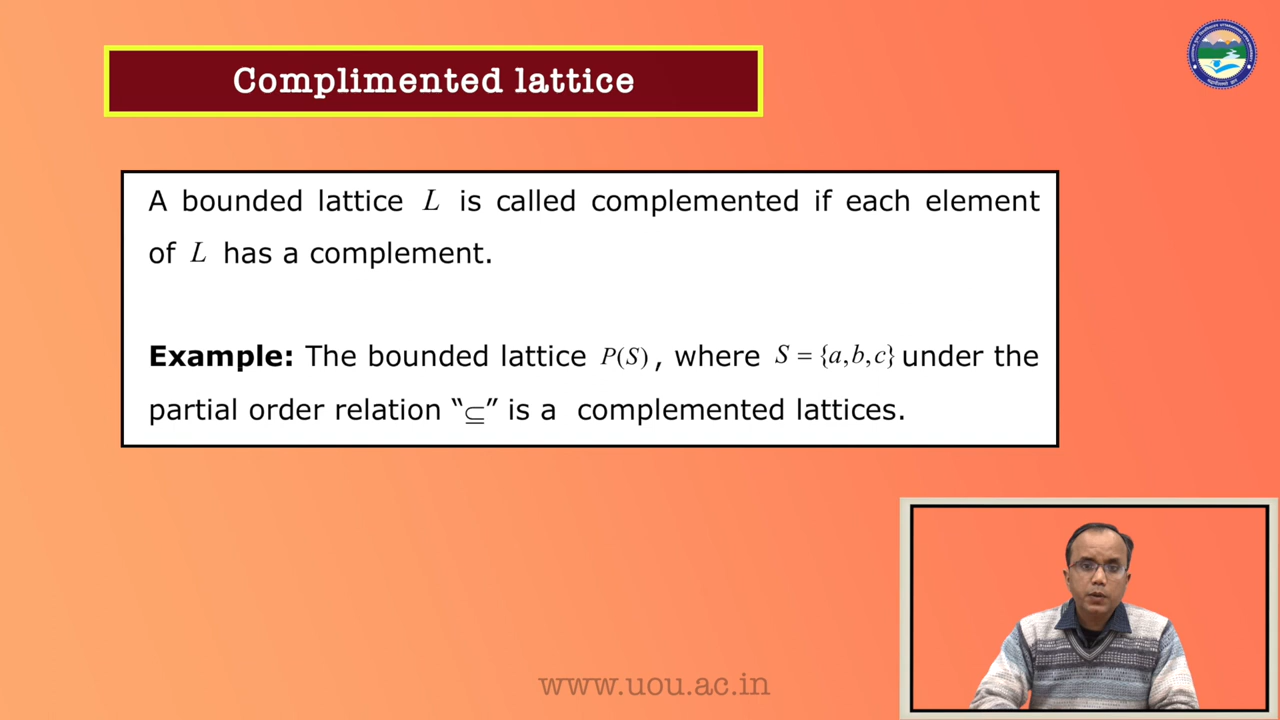 Complimented lattice
A bounded lattice L is called complemented if each element
of L has a complement.
Example: The bounded lattice P(S), where S = {a,b,c} under the
partial order relation “⊆” is a complemented lattices.
www.uou.ac.in